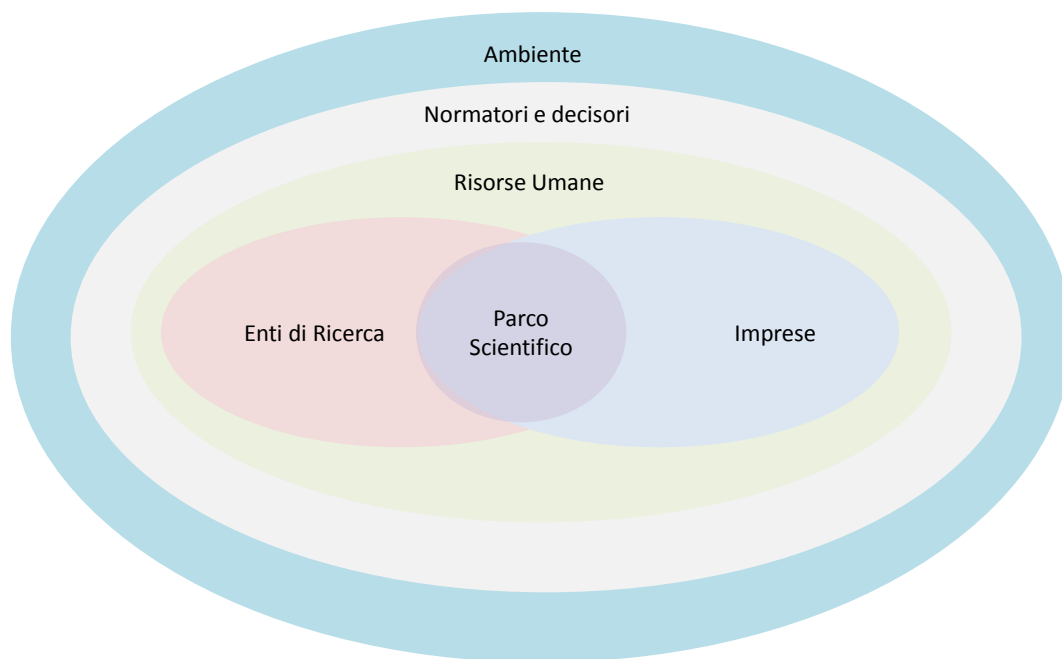 Ambiente
Normatori e decisori
Risorse Umane
Enti di Ricerca
Parco
Scientifico
Imprese